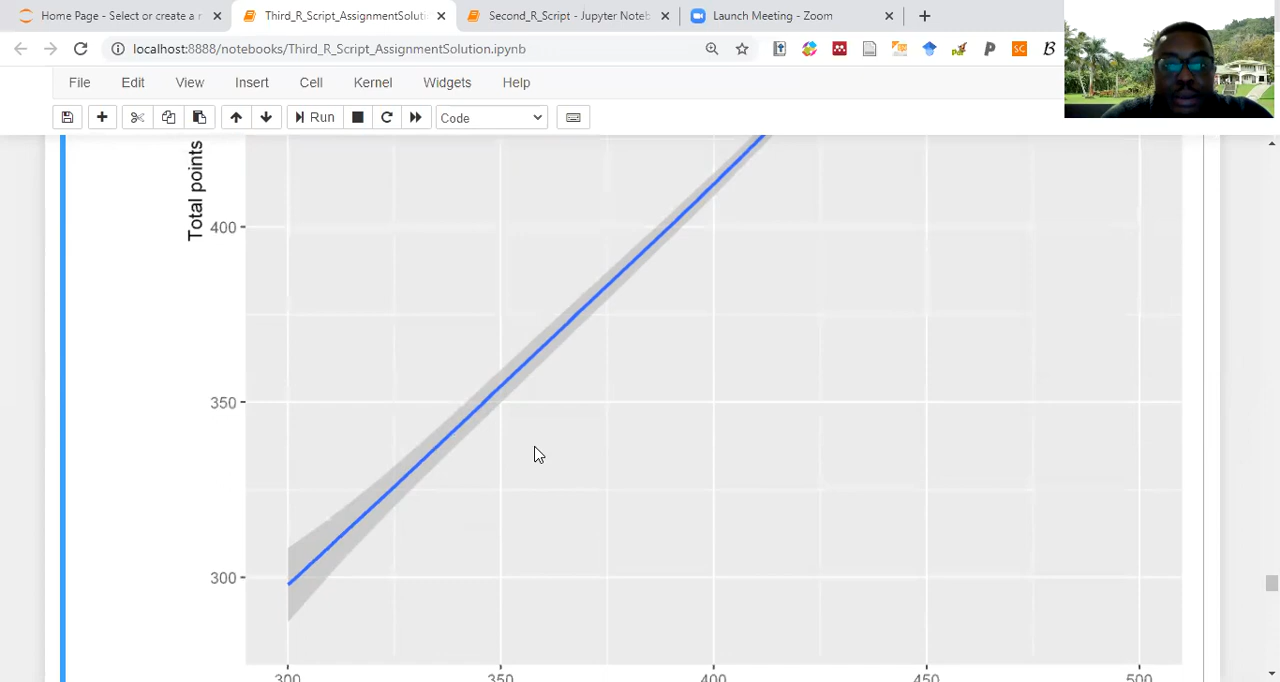 Home Page - Select or create a r
Third_R_Script_AssignmentSoluti
Second_R_Script - Jupyter Noteb
Launch Meeting - Zoom
localhost:8888/notebooks/Third_R_Script_AssignmentSolution.ipynb
SC
File Edit View Insert Cell Kernel Widgets Help
Run
Code
Total points
400
350
300
300 350 400 450 500